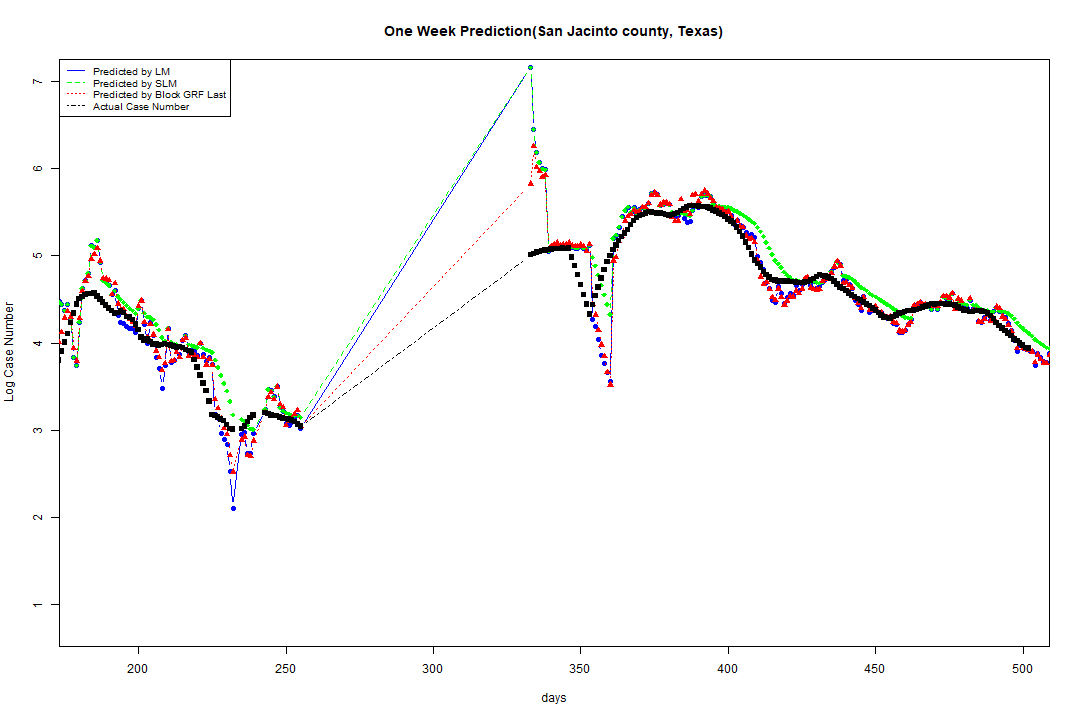 One Week Prediction(San Jacinto county, Texas)
Predicted by LM
Predicted by SLM
Predicted by Block GRF Last
Actual Case Number
Log Case Number
7
6
5
4
3
2
1
200 250 300 350 400 450 500
days